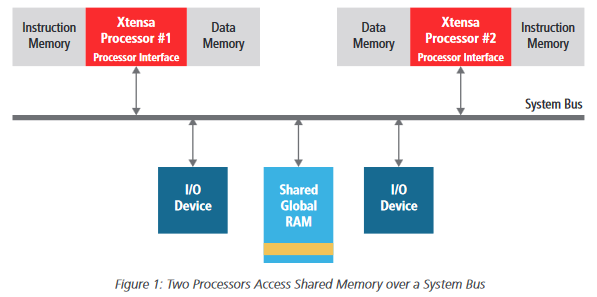 Instruction
Memory
Xtensa
Processor #1
Processor Interface
Data
Memory
Data
Memory
Xtensa
Processor #2
Processor Interface
Instruction
Memory
System Bus
I/O
Device
Shared
Global
RAM
I/O
Device
Figure 1: Two Processors Access Shared Memory over a System Bus